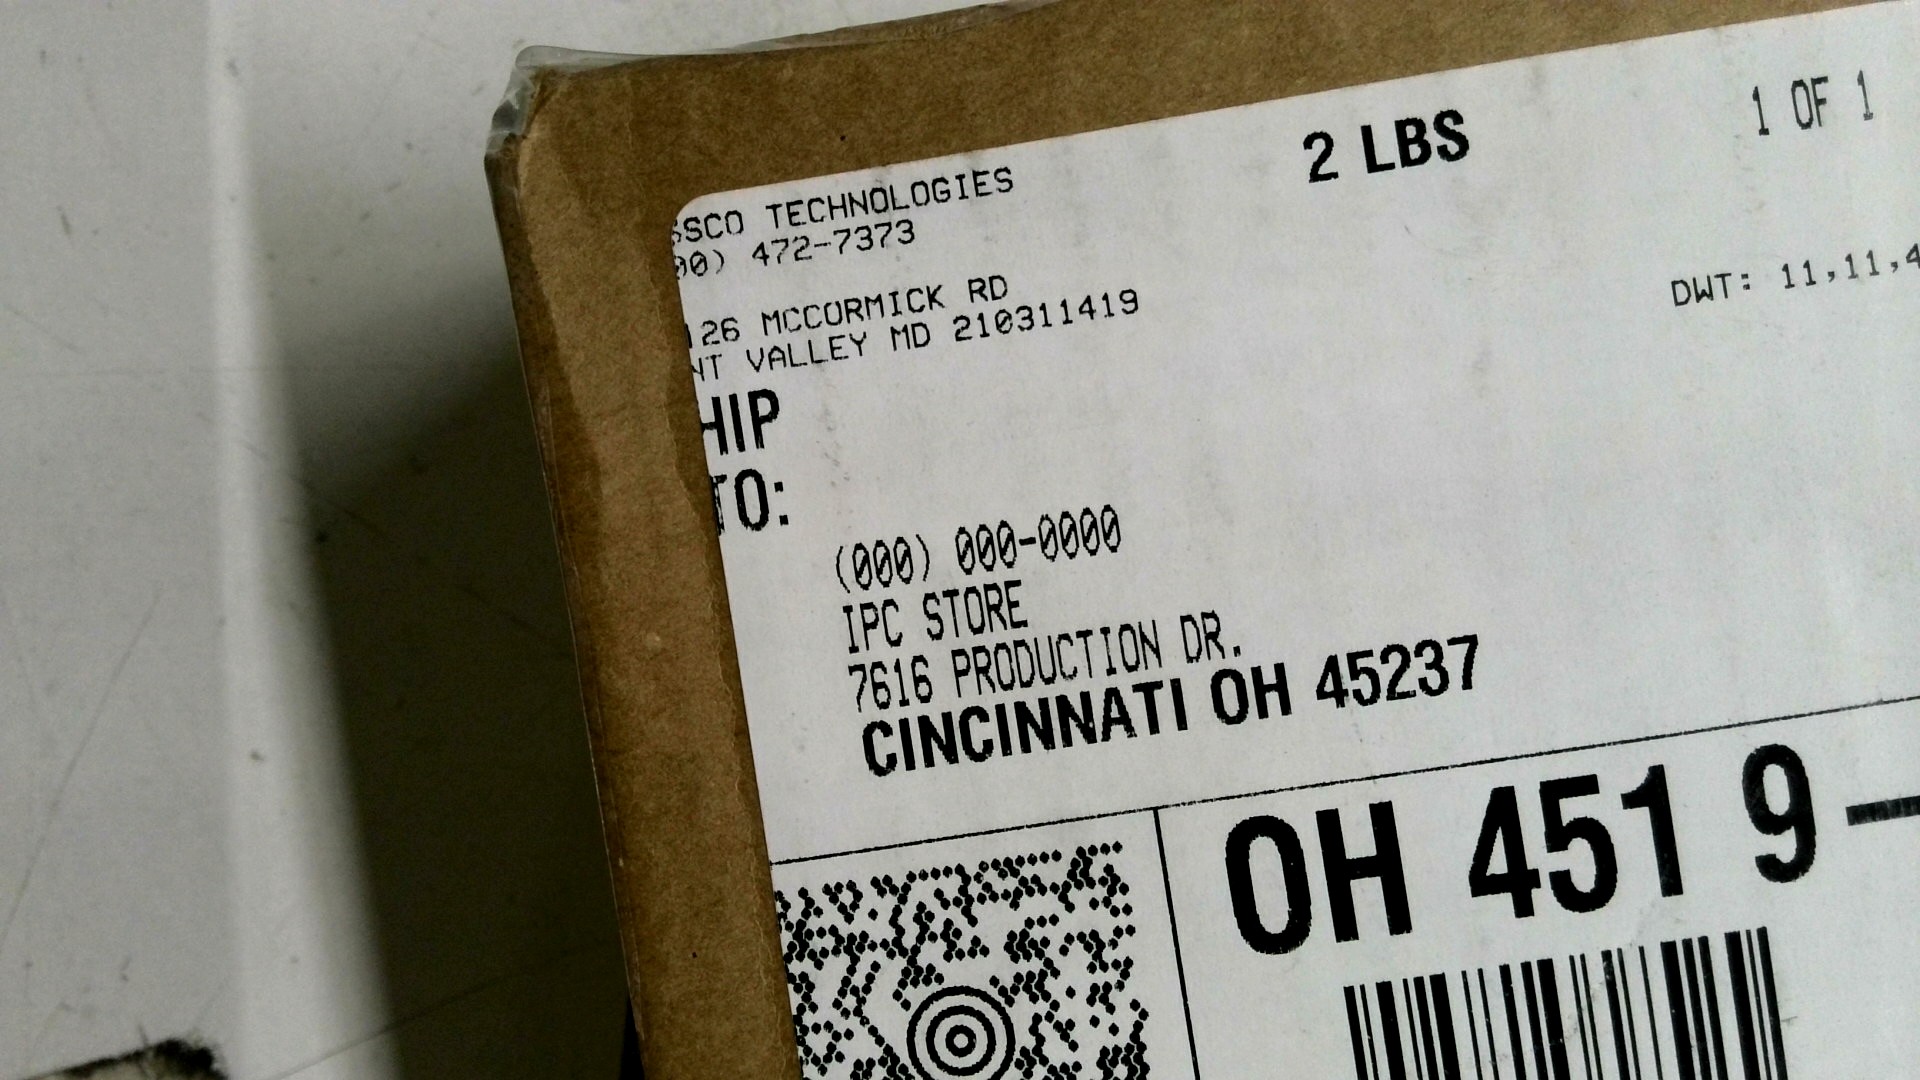 SSCO TECHNOLOGIES
00) 472-7373
126 MCCORMICK RD
NT VALLEY MD 210311419
HIP
TO:
2 LBS
1 OF 1
DWT: 11,11,4
(000) 000-0000
IPC STORE
7616 PRODUCTION DR.
CINCINNATI OH 45237
OH 451 9-